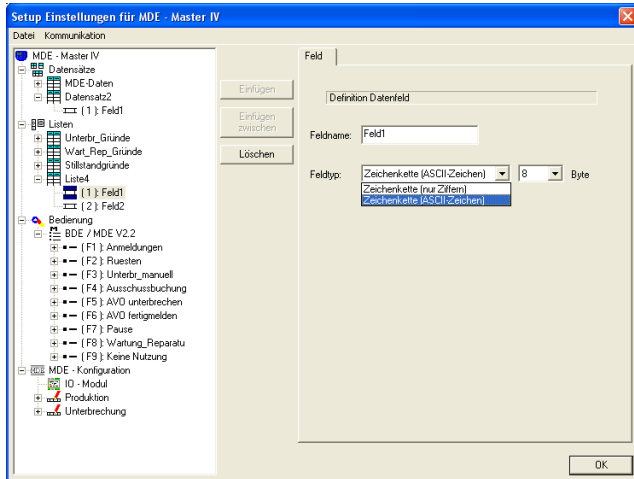 Setup Einstellungen für MDE - Master IV
Datei Kommunikation
MDE - Master IV
Datensätze
MDE-Daten
Datensatz2
( 1 ): Feld1
Listen
Unterbr_Gründe
Wart_Rep_Gründe
Stillstandgründe
Liste4
( 1 ): Feld1
( 2 ): Feld2
Bedienung
BDE / MDE V2.2
( F1 ): Anmeldungen
( F2 ): Ruesten
( F3 ): Unterbr_manuell
( F4 ): Ausschussbuchung
( F5 ): AVO unterbrechen
( F6 ): AVO fertigmelden
( F7 ): Pause
( F8 ): Wartung_Reparatu
( F9 ): Keine Nutzung
MDE - Konfiguration
IO - Modul
Produktion
Unterbrechung
Einfügen
Einfügen
zwischen
Löschen
Feld
Definition Datenfeld
Feldname: Feld1
Feldtyp: Zeichenkette (ASCII-Zeichen) 8 Byte
Zeichenkette (nur Ziffern)
Zeichenkette (ASCII-Zeichen)
OK